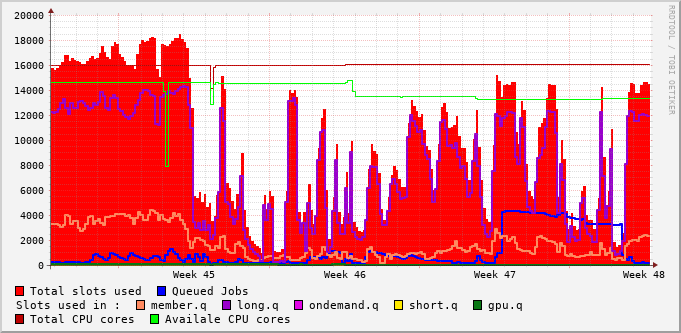 20000
18000
16000
14000
12000
10000
8000
6000
4000
2000
0
Week 45 Week 46 Week 47 Week 48
Total slots used Queued Jobs
Slots used in : member.q long.q ondemand.q short.q gpu.q
Total CPU cores Availale CPU cores
RRDTOOL / TOBI OETIKER